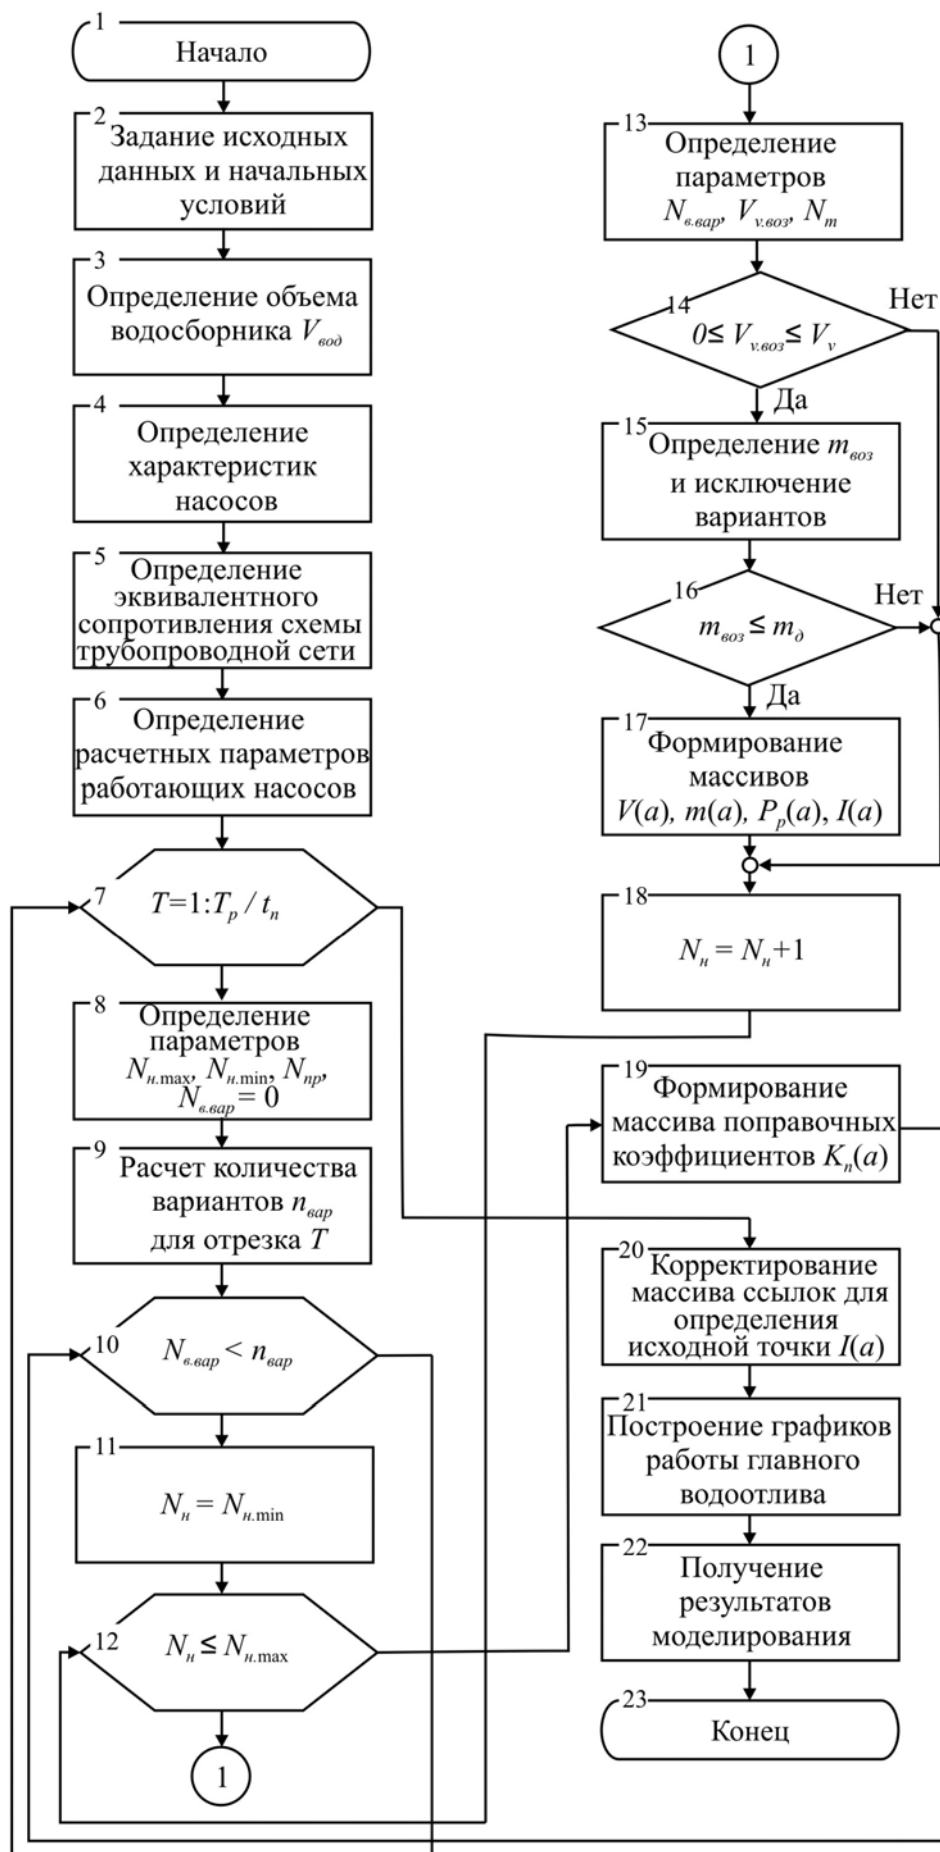 1
Начало
2
Задание исходных
данных и начальных
условий
3
Определение объема
водосборника V_вод
4
Определение
характеристик
насосов
5
Определение
эквивалентного
сопротивления схемы
трубопроводной сети
6
Определение
расчетных параметров
работающих насосов
7
T=1:T_p / t_п
8
Определение
параметров
N_н.max, N_н.min, N_пр,
N_в.вар = 0
9
Расчет количества
вариантов n_вар
для отрезка T
10
N_в.вар < n_вар
11
N_н = N_н.min
12
N_н ≤ N_н.max
1
1
13
Определение
параметров
N_в.вар, V_v.воз, N_m
14
0≤ V_v.воз ≤ V_v
Нет
Да
15
Определение m_воз
и исключение
вариантов
16
m_воз ≤ m_д
Нет
Да
17
Формирование
массивов
V(a), m(a), P_p(a), I(a)
18
N_н = N_н +1
19
Формирование
массива поправочных
коэффициентов K_п(a)
20
Корректирование
массива ссылок для
определения
исходной точки I(a)
21
Построение графиков
работы главного
водоотлива
22
Получение
результатов
моделирования
23
Конец